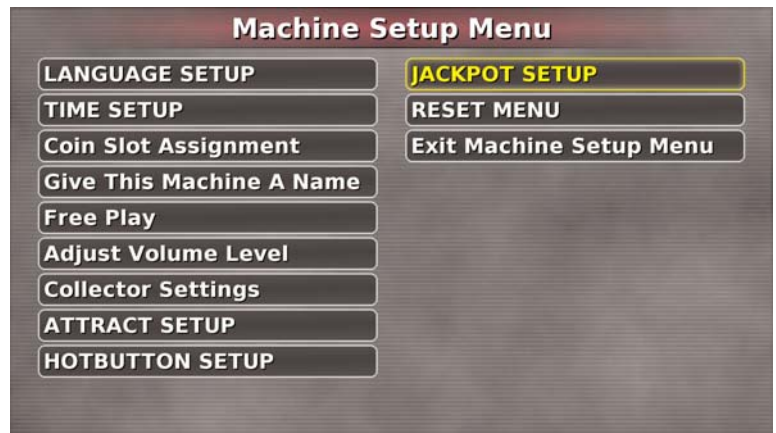 Machine Setup Menu
LANGUAGE SETUP
TIME SETUP
Coin Slot Assignment
Give This Machine A Name
Free Play
Adjust Volume Level
Collector Settings
ATTRACT SETUP
HOTBUTTON SETUP
JACKPOT SETUP
RESET MENU
Exit Machine Setup Menu